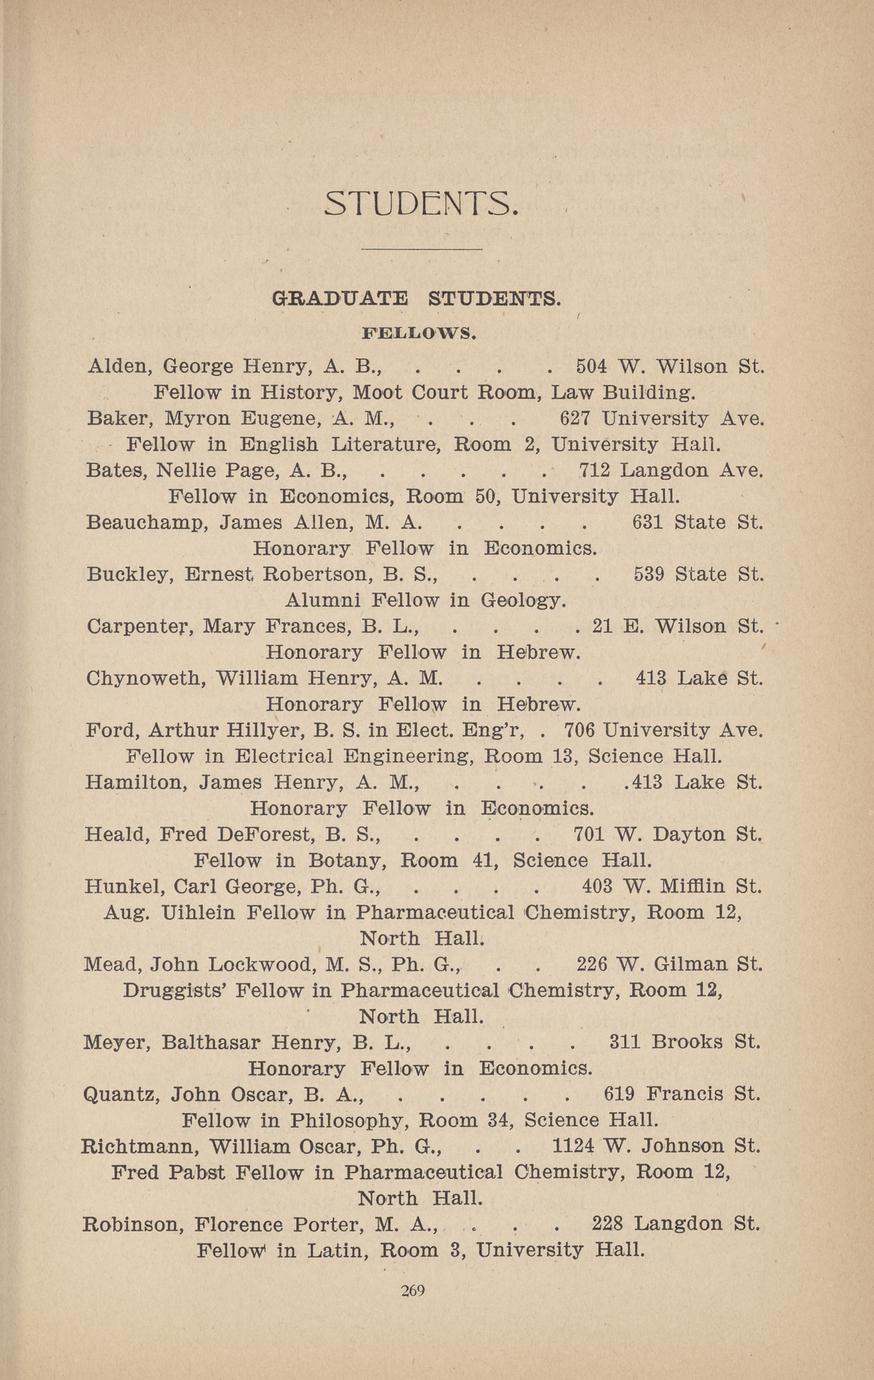 STUDENTS.
GRADUATE STUDENTS.
FELLOWS.
Alden, George Henry, A. B., . . . . 504 W. Wilson St.
Fellow in History, Moot Court Room, Law Building.
Baker, Myron Eugene, A. M., . . . 627 University Ave.
Fellow in English Literature, Room 2, University Hall.
Bates, Nellie Page, A. B., . . . . . 712 Langdon Ave.
Fellow in Economics, Room 50, University Hall.
Beauchamp, James Allen, M. A. . . . . 631 State St.
Honorary Fellow in Economics.
Buckley, Ernest Robertson, B. S., . . . . 539 State St.
Alumni Fellow in Geology.
Carpenter, Mary Frances, B. L., . . . . 21 E. Wilson St.
Honorary Fellow in Hebrew.
Chynoweth, William Henry, A. M. . . . . 413 Lake St.
Honorary Fellow in Hebrew.
Ford, Arthur Hillyer, B. S. in Elect. Eng'r, . 706 University Ave.
Fellow in Electrical Engineering, Room 13, Science Hall.
Hamilton, James Henry, A. M., . . . . .413 Lake St.
Honorary Fellow in Economics.
Heald, Fred DeForest, B. S., . . . . 701 W. Dayton St.
Fellow in Botany, Room 41, Science Hall.
Hunkel, Carl George, Ph. G., . . . . 403 W. Mifflin St.
Aug. Uihlein Fellow in Pharmaceutical Chemistry, Room 12,
North Hall.
Mead, John Lockwood, M. S., Ph. G., . . 226 W. Gilman St.
Druggists' Fellow in Pharmaceutical Chemistry, Room 12,
North Hall.
Meyer, Balthasar Henry, B. L., . . . . 311 Brooks St.
Honorary Fellow in Economics.
Quantz, John Oscar, B. A., . . . . . 619 Francis St.
Fellow in Philosophy, Room 34, Science Hall.
Richtmann, William Oscar, Ph. G., . . 1124 W. Johnson St.
Fred Pabst Fellow in Pharmaceutical Chemistry, Room 12,
North Hall.
Robinson, Florence Porter, M. A., . . . 228 Langdon St.
Fellow in Latin, Room 3, University Hall.
269